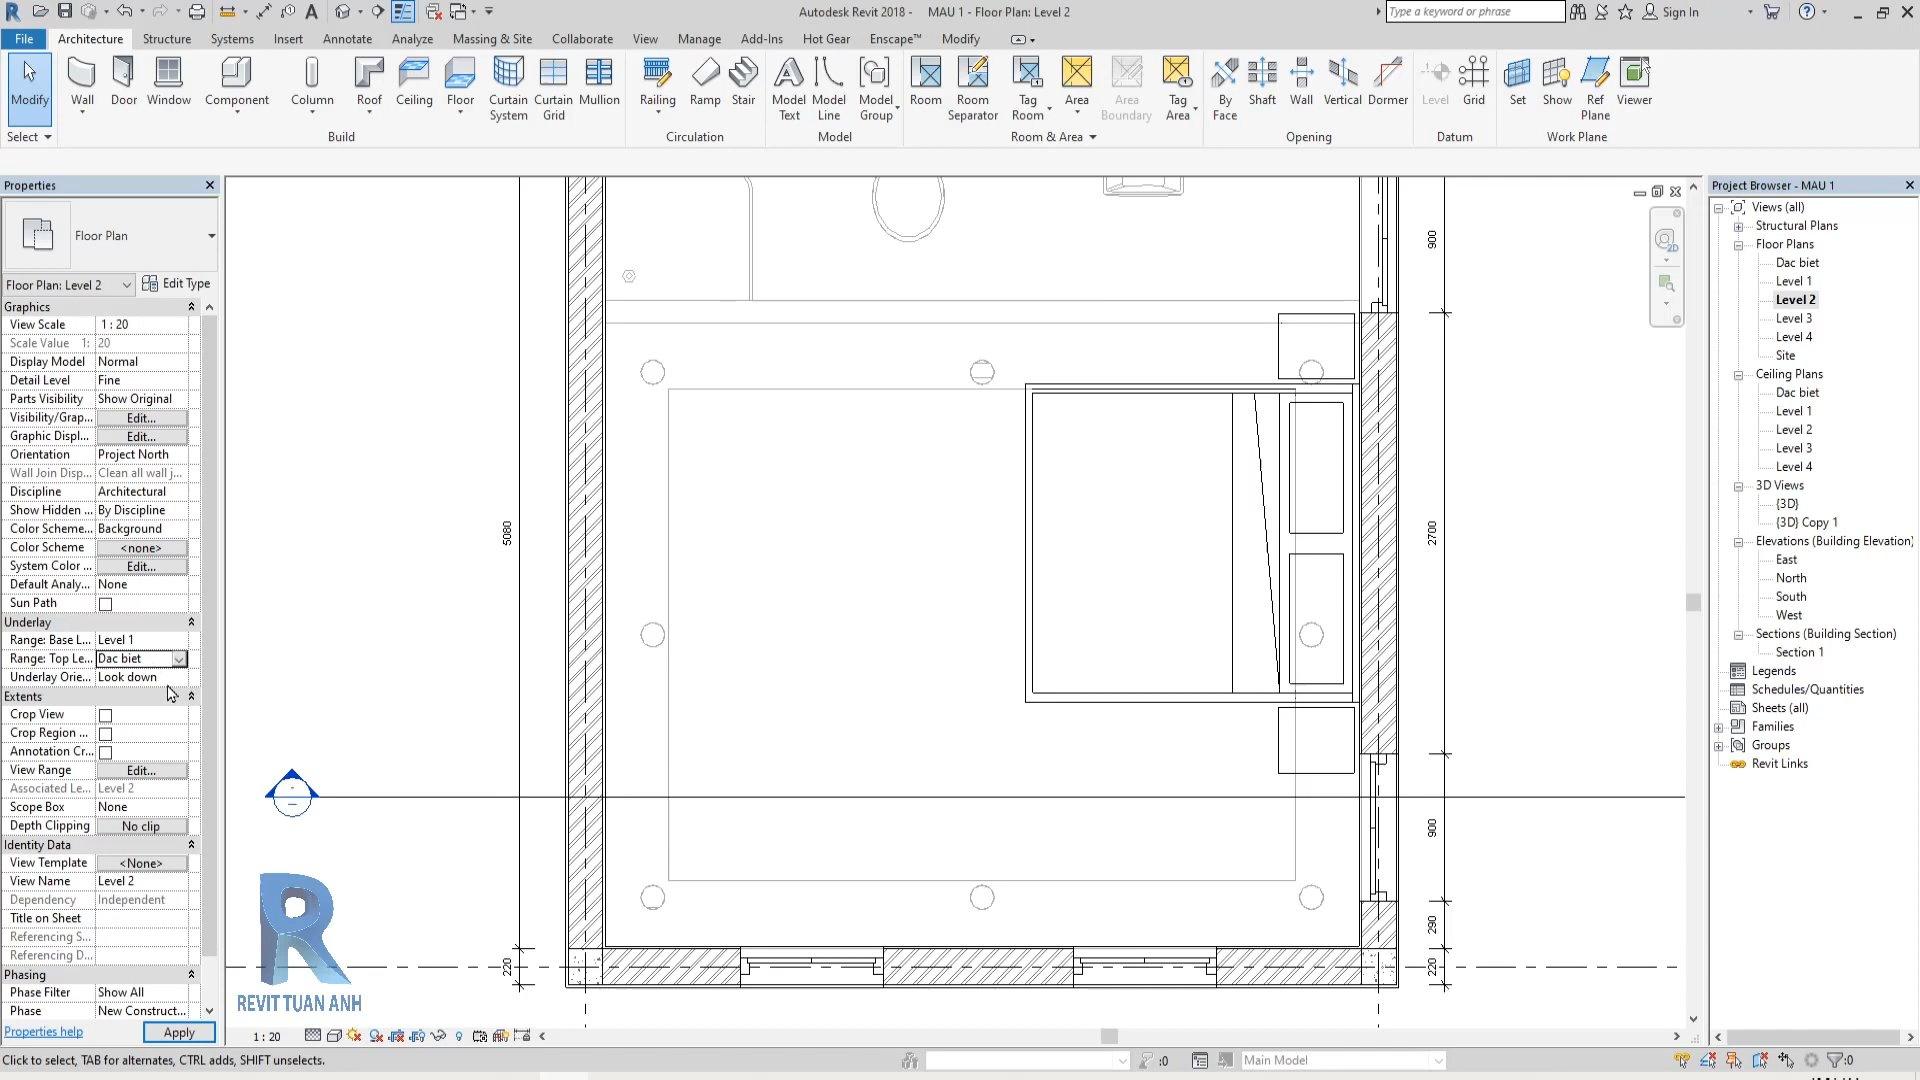 Autodesk Revit 2018 - MAU 1 - Floor Plan: Level 2
Type a keyword or phrase
Sign In
File Architecture Structure Systems Insert Annotate Analyze Massing & Site Collaborate View Manage Add-Ins Hot Gear Enscape™ Modify
Modify Wall Door Window Component Column Roof Ceiling Floor Curtain System Curtain Grid Mullion Railing Ramp Stair Model Text Model Line Model Group Room Room Separator Tag Room Area Area Boundary Tag Area By Face Shaft Wall Vertical Dormer Level Grid Set Show Ref Plane Viewer
Select Build Circulation Model Room & Area Opening Datum Work Plane
Properties
Floor Plan
Floor Plan: Level 2 Edit Type
Graphics
View Scale 1 : 20
Scale Value 1: 20
Display Model Normal
Detail Level Fine
Parts Visibility Show Original
Visibility/Grap... Edit...
Graphic Displ... Edit...
Orientation Project North
Wall Join Disp... Clean all wall j...
Discipline Architectural
Show Hidden ... By Discipline
Color Scheme... Background
Color Scheme <none>
System Color ... Edit...
Default Analy... None
Sun Path
Underlay
Range: Base L... Level 1
Range: Top Le... Dac biet
Underlay Orie... Look down
Extents
Crop View
Crop Region ...
Annotation Cr...
View Range Edit...
Associated Le... Level 2
Scope Box None
Depth Clipping No clip
Identity Data
View Template <None>
View Name Level 2
Dependency Independent
Title on Sheet
Referencing S...
Referencing D...
Phasing
Phase Filter Show All
Phase New Construct...
Properties help Apply
5080
220
900
2700
900
290
220
REVIT TUAN ANH
1 : 20
Project Browser - MAU 1
Views (all)
Structural Plans
Floor Plans
Dac biet
Level 1
Level 2
Level 3
Level 4
Site
Ceiling Plans
Dac biet
Level 1
Level 2
Level 3
Level 4
3D Views
{3D}
{3D} Copy 1
Elevations (Building Elevation)
East
North
South
West
Sections (Building Section)
Section 1
Legends
Schedules/Quantities
Sheets (all)
Families
Groups
Revit Links
2D
Click to select, TAB for alternates, CTRL adds, SHIFT unselects.
:0
Main Model
:0